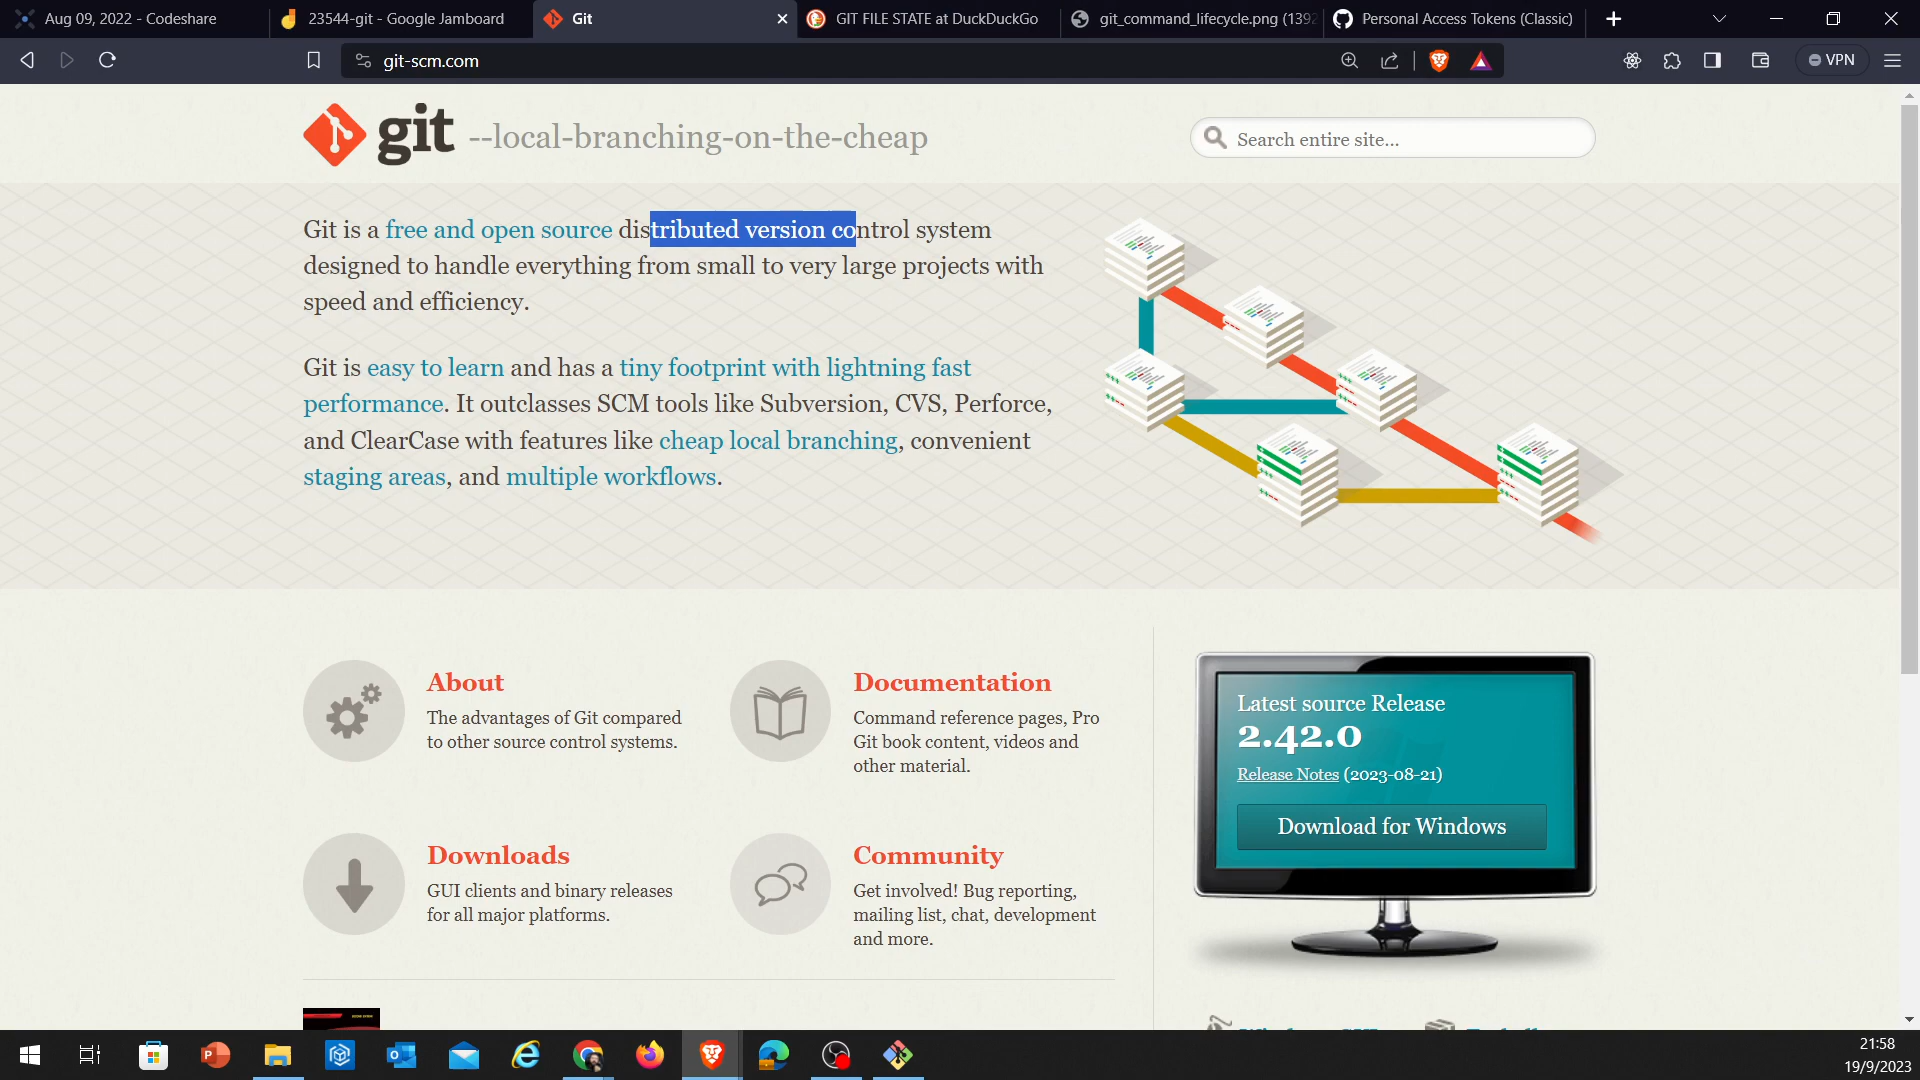 Aug 09, 2022 - Codeshare
23544-git - Google Jamboard
Git
GIT FILE STATE at DuckDuckGo
git_command_lifecycle.png (1392
Personal Access Tokens (Classic)
git-scm.com
VPN
git --local-branching-on-the-cheap
Search entire site...
Git is a free and open source distributed version control system
designed to handle everything from small to very large projects with
speed and efficiency.
Git is easy to learn and has a tiny footprint with lightning fast
performance. It outclasses SCM tools like Subversion, CVS, Perforce,
and ClearCase with features like cheap local branching, convenient
staging areas, and multiple workflows.
About
The advantages of Git compared
to other source control systems.
Documentation
Command reference pages, Pro
Git book content, videos and
other material.
Downloads
GUI clients and binary releases
for all major platforms.
Community
Get involved! Bug reporting,
mailing list, chat, development
and more.
Latest source Release
2.42.0
Release Notes (2023-08-21)
Download for Windows
21:58
19/9/2023